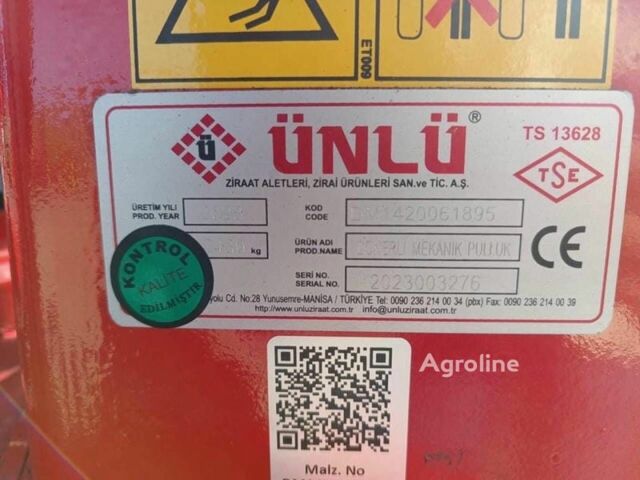 ET009
ü ÜNLÜ ®
TS 13628
ZİRAAT ALETLERİ, ZİRAİ ÜRÜNLERİ SAN.ve TİC. A.Ş.
TSE
ÜRETİM YILI
PROD. YEAR
KOD
CODE
1420061895
kg
ÜRÜN ADI
PROD.NAME
MEKANİK PULLUK
CE
SERİ NO.
SERIAL NO.
2023003276
KONTROL
KALİTE
EDİLMİŞTİR
Cd. No:28 Yunusemre-MANİSA / TÜRKİYE Tel: 0090 236 214 00 34 (pbx) Fax: 0090 236 214 00 39
http://www.unluziraat.com.tr info@unluziraat.com.tr
Agroline
Malz. No